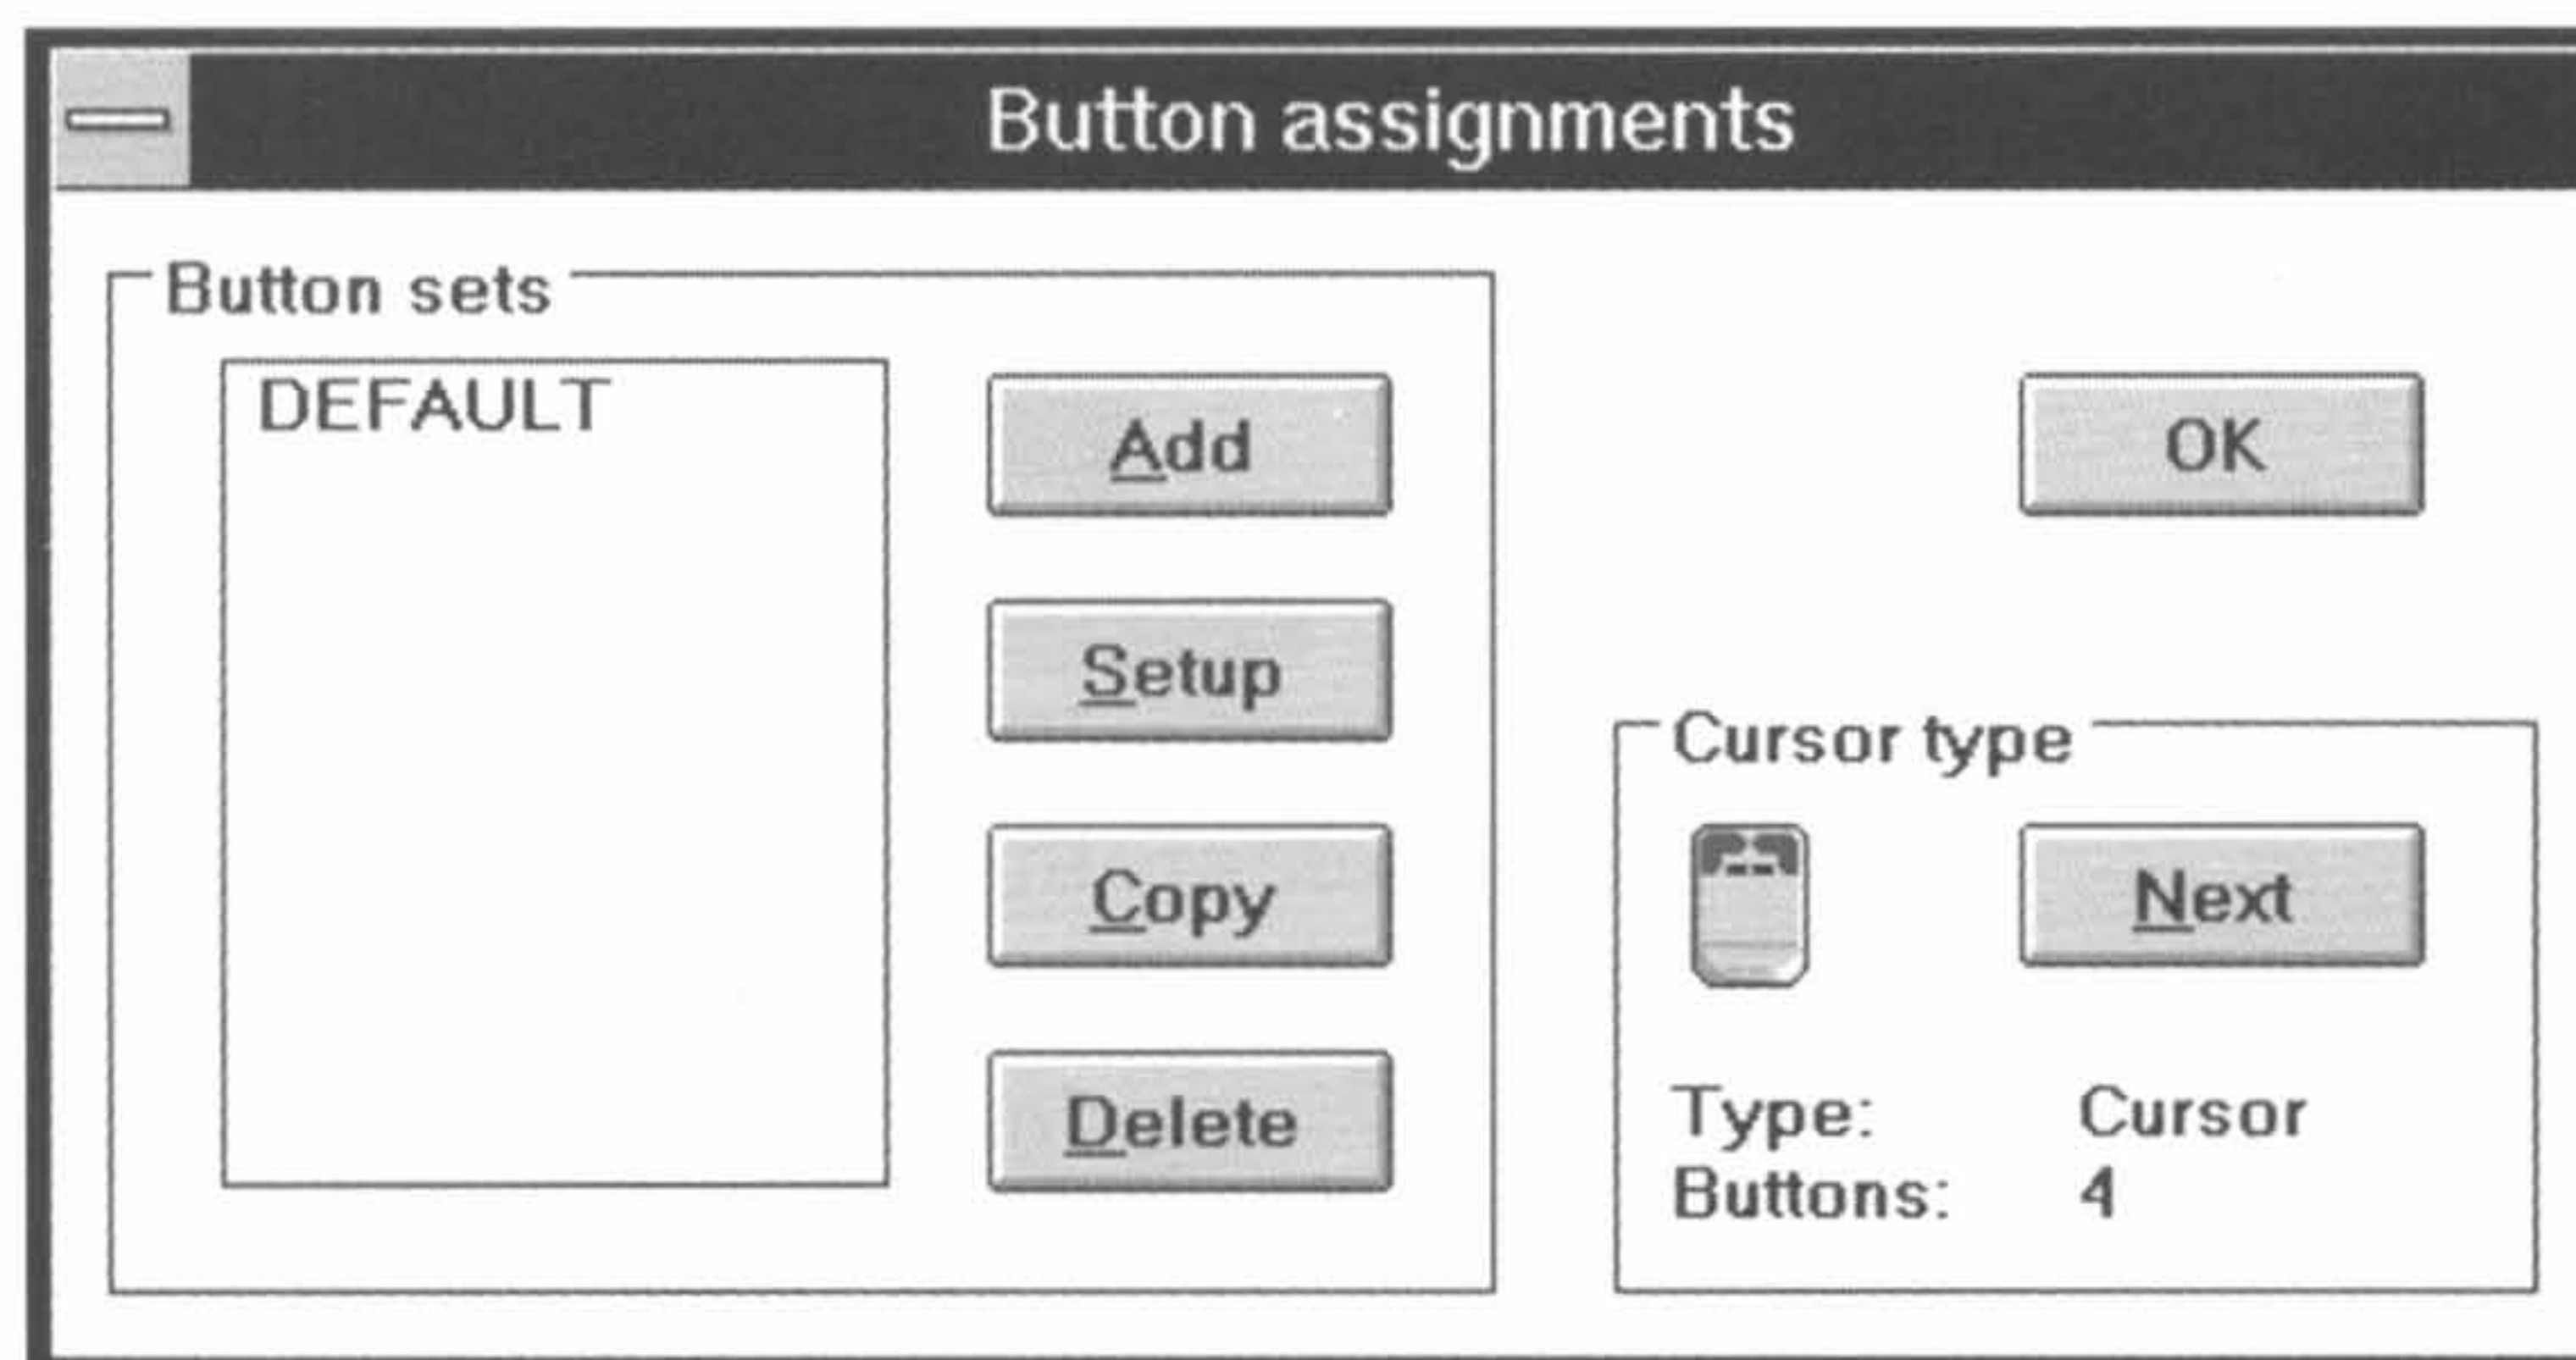 Button assignments
Button sets
DEFAULT
Add
Setup
Copy
Delete
OK
Cursor type
Next
Type: Cursor
Buttons: 4